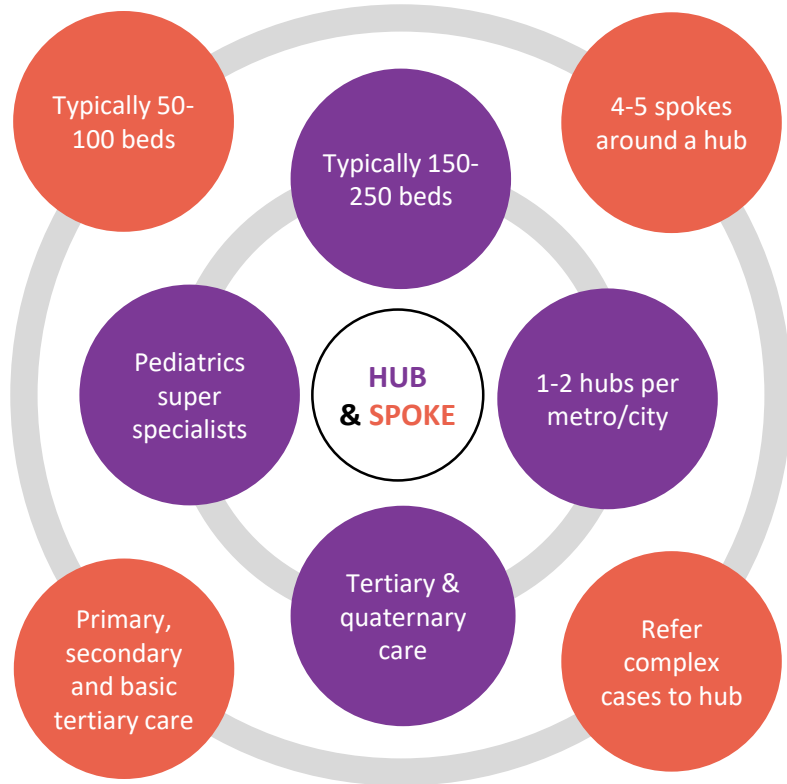 Typically 50-
100 beds
4-5 spokes
around a hub
Typically 150-
250 beds
Pediatrics
super
specialists
HUB
& SPOKE
1-2 hubs per
metro/city
Tertiary &
quaternary
care
Primary,
secondary
and basic
tertiary care
Refer
complex
cases to hub